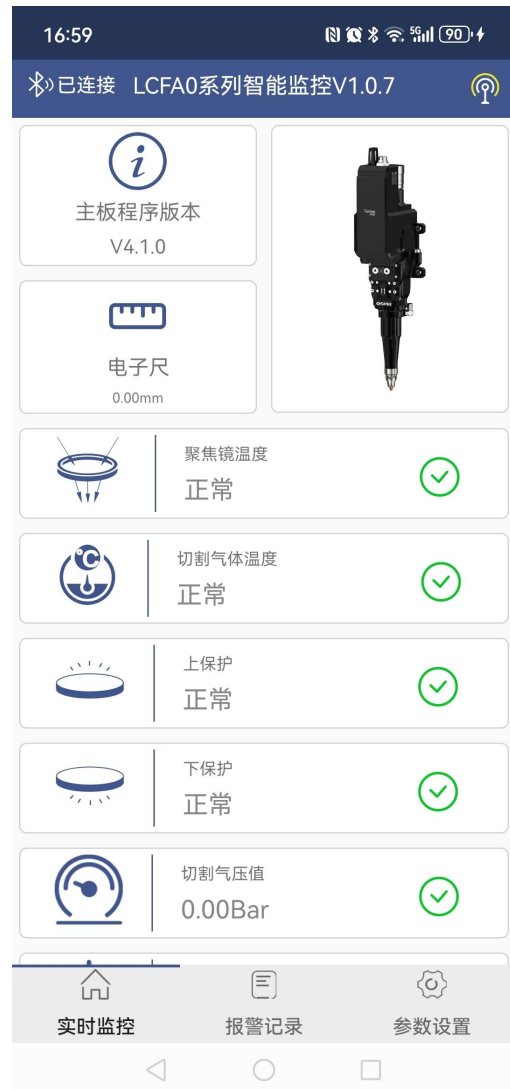 16:59
5G 90
已连接 LCFA0系列智能监控V1.0.7
主板程序版本
V4.1.0
电子尺
0.00mm
聚焦镜温度
正常
℃
切割气体温度
正常
上保护
正常
下保护
正常
切割气压值
0.00Bar
实时监控 报警记录 参数设置